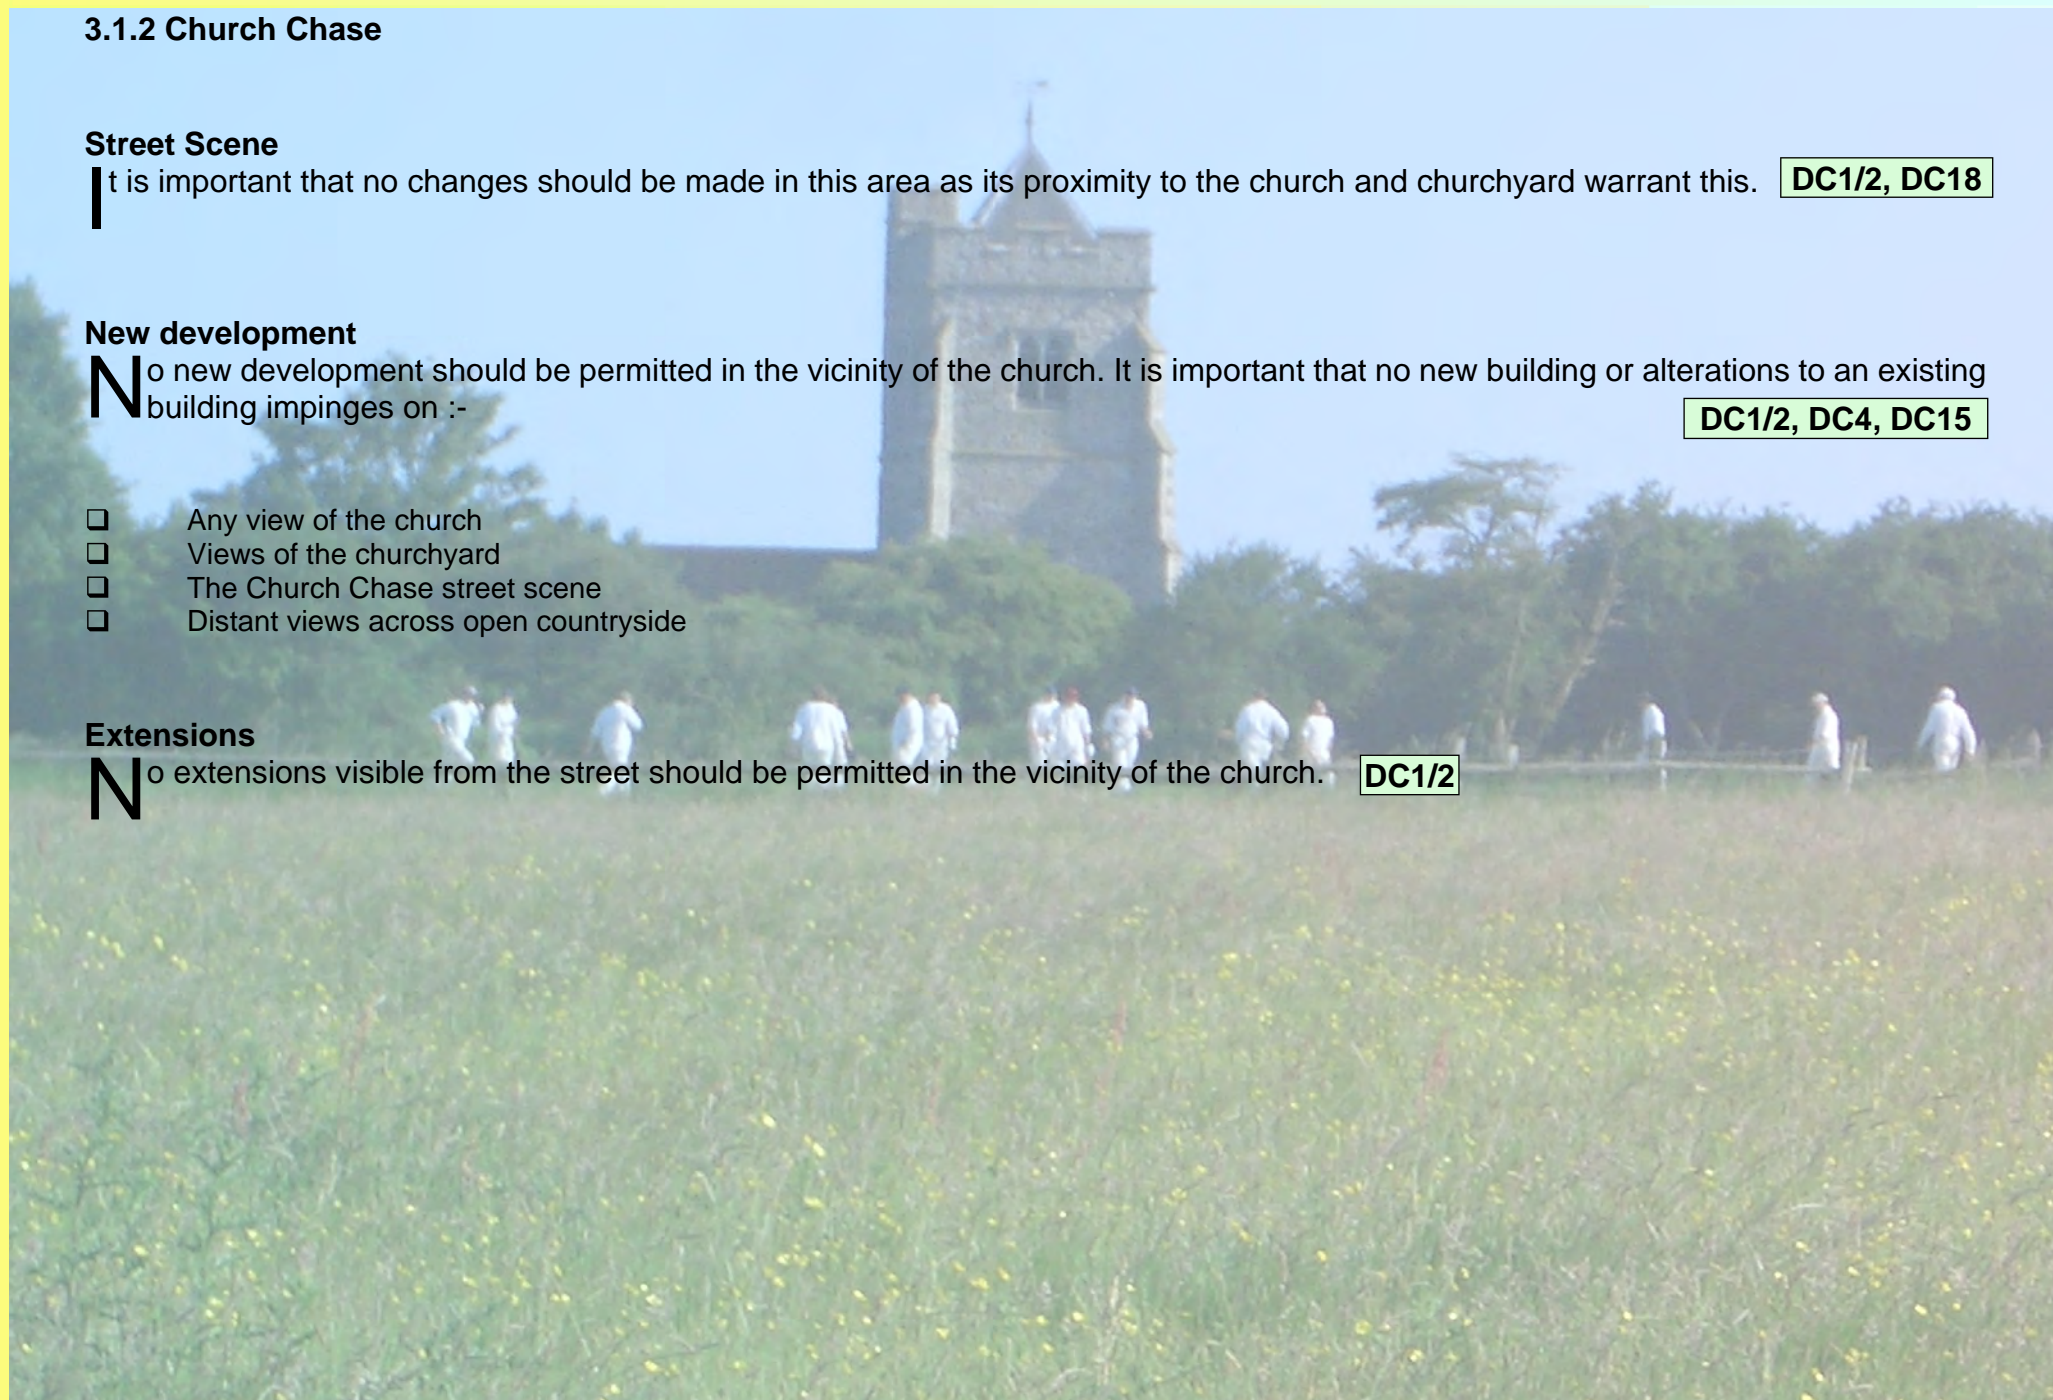 3.1.2 Church Chase
Street Scene
It is important that no changes should be made in this area as its proximity to the church and churchyard warrant this. DC1/2, DC18
New development
No new development should be permitted in the vicinity of the church. It is important that no new building or alterations to an existing
building impinges on :-
DC1/2, DC4, DC15
❑ Any view of the church
❑ Views of the churchyard
❑ The Church Chase street scene
❑ Distant views across open countryside
Extensions
No extensions visible from the street should be permitted in the vicinity of the church. DC1/2